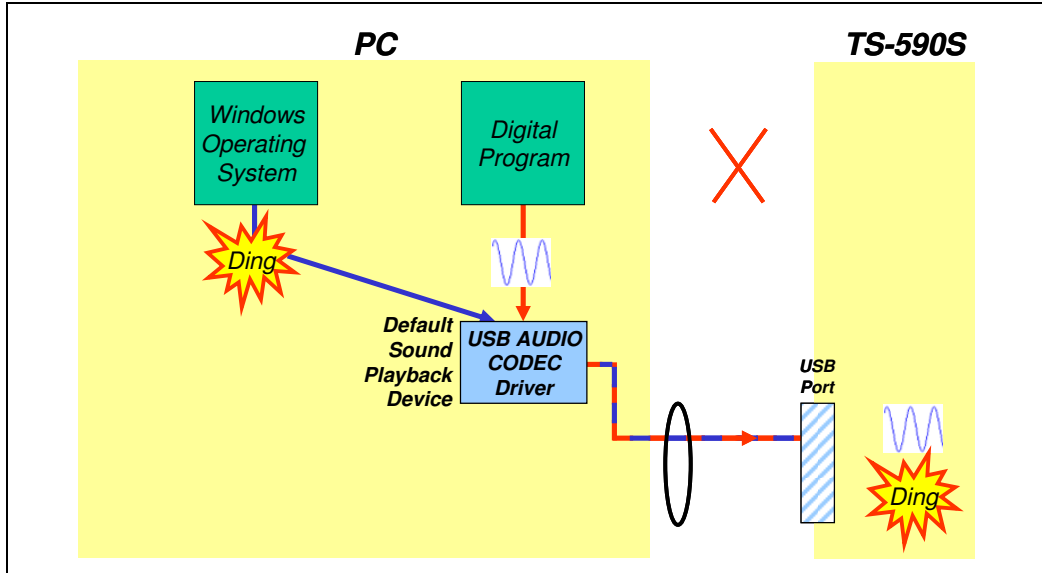 PC
TS-590S
Windows
Operating
System
Digital
Program
Ding
Default
Sound
Playback
Device
USB AUDIO
CODEC
Driver
USB
Port
Ding